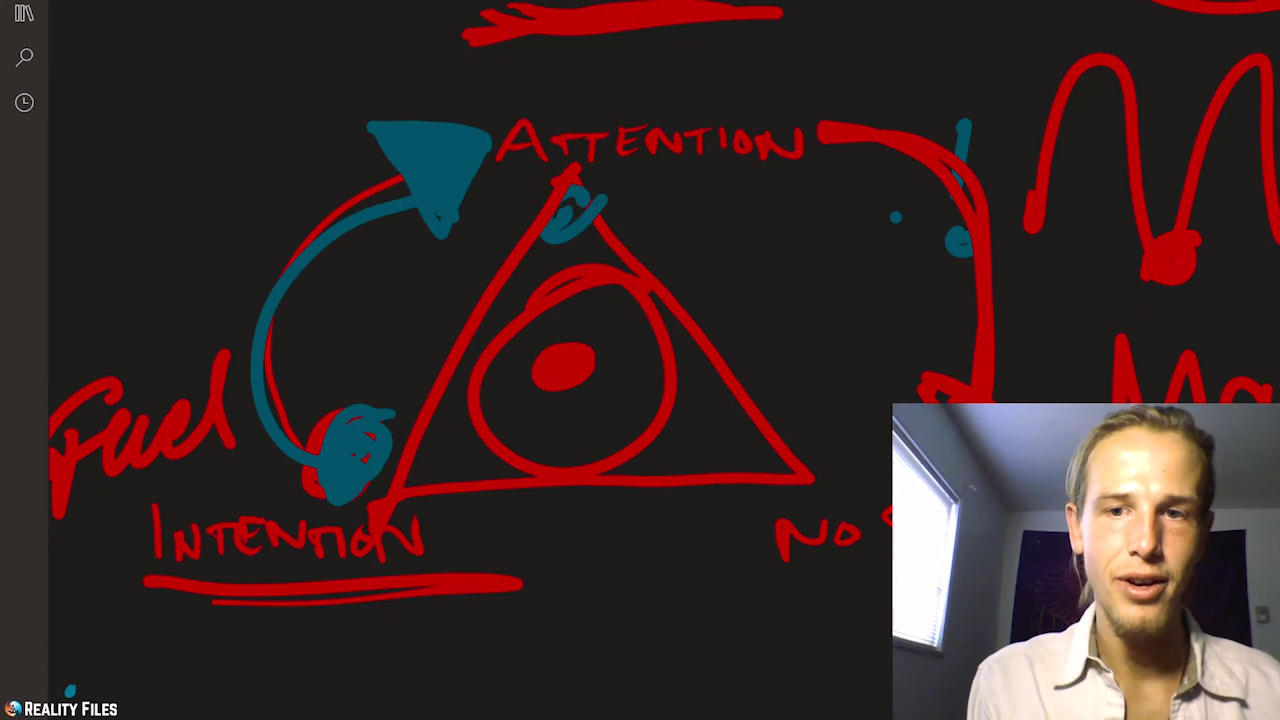 ATTENTION
Fuel
INTENTION
NO
REALITY FILES